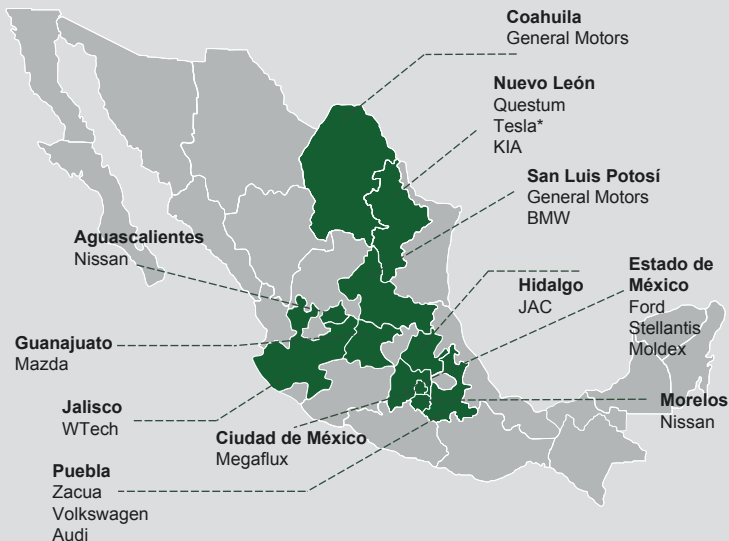 Coahuila
General Motors
Nuevo León
Questum
Tesla*
KIA
San Luis Potosí
General Motors
BMW
Aguascalientes
Nissan
Hidalgo
JAC
Estado de
México
Ford
Stellantis
Moldex
Guanajuato
Mazda
Jalisco
WTech
Ciudad de México
Megaflux
Morelos
Nissan
Puebla
Zacua
Volkswagen
Audi